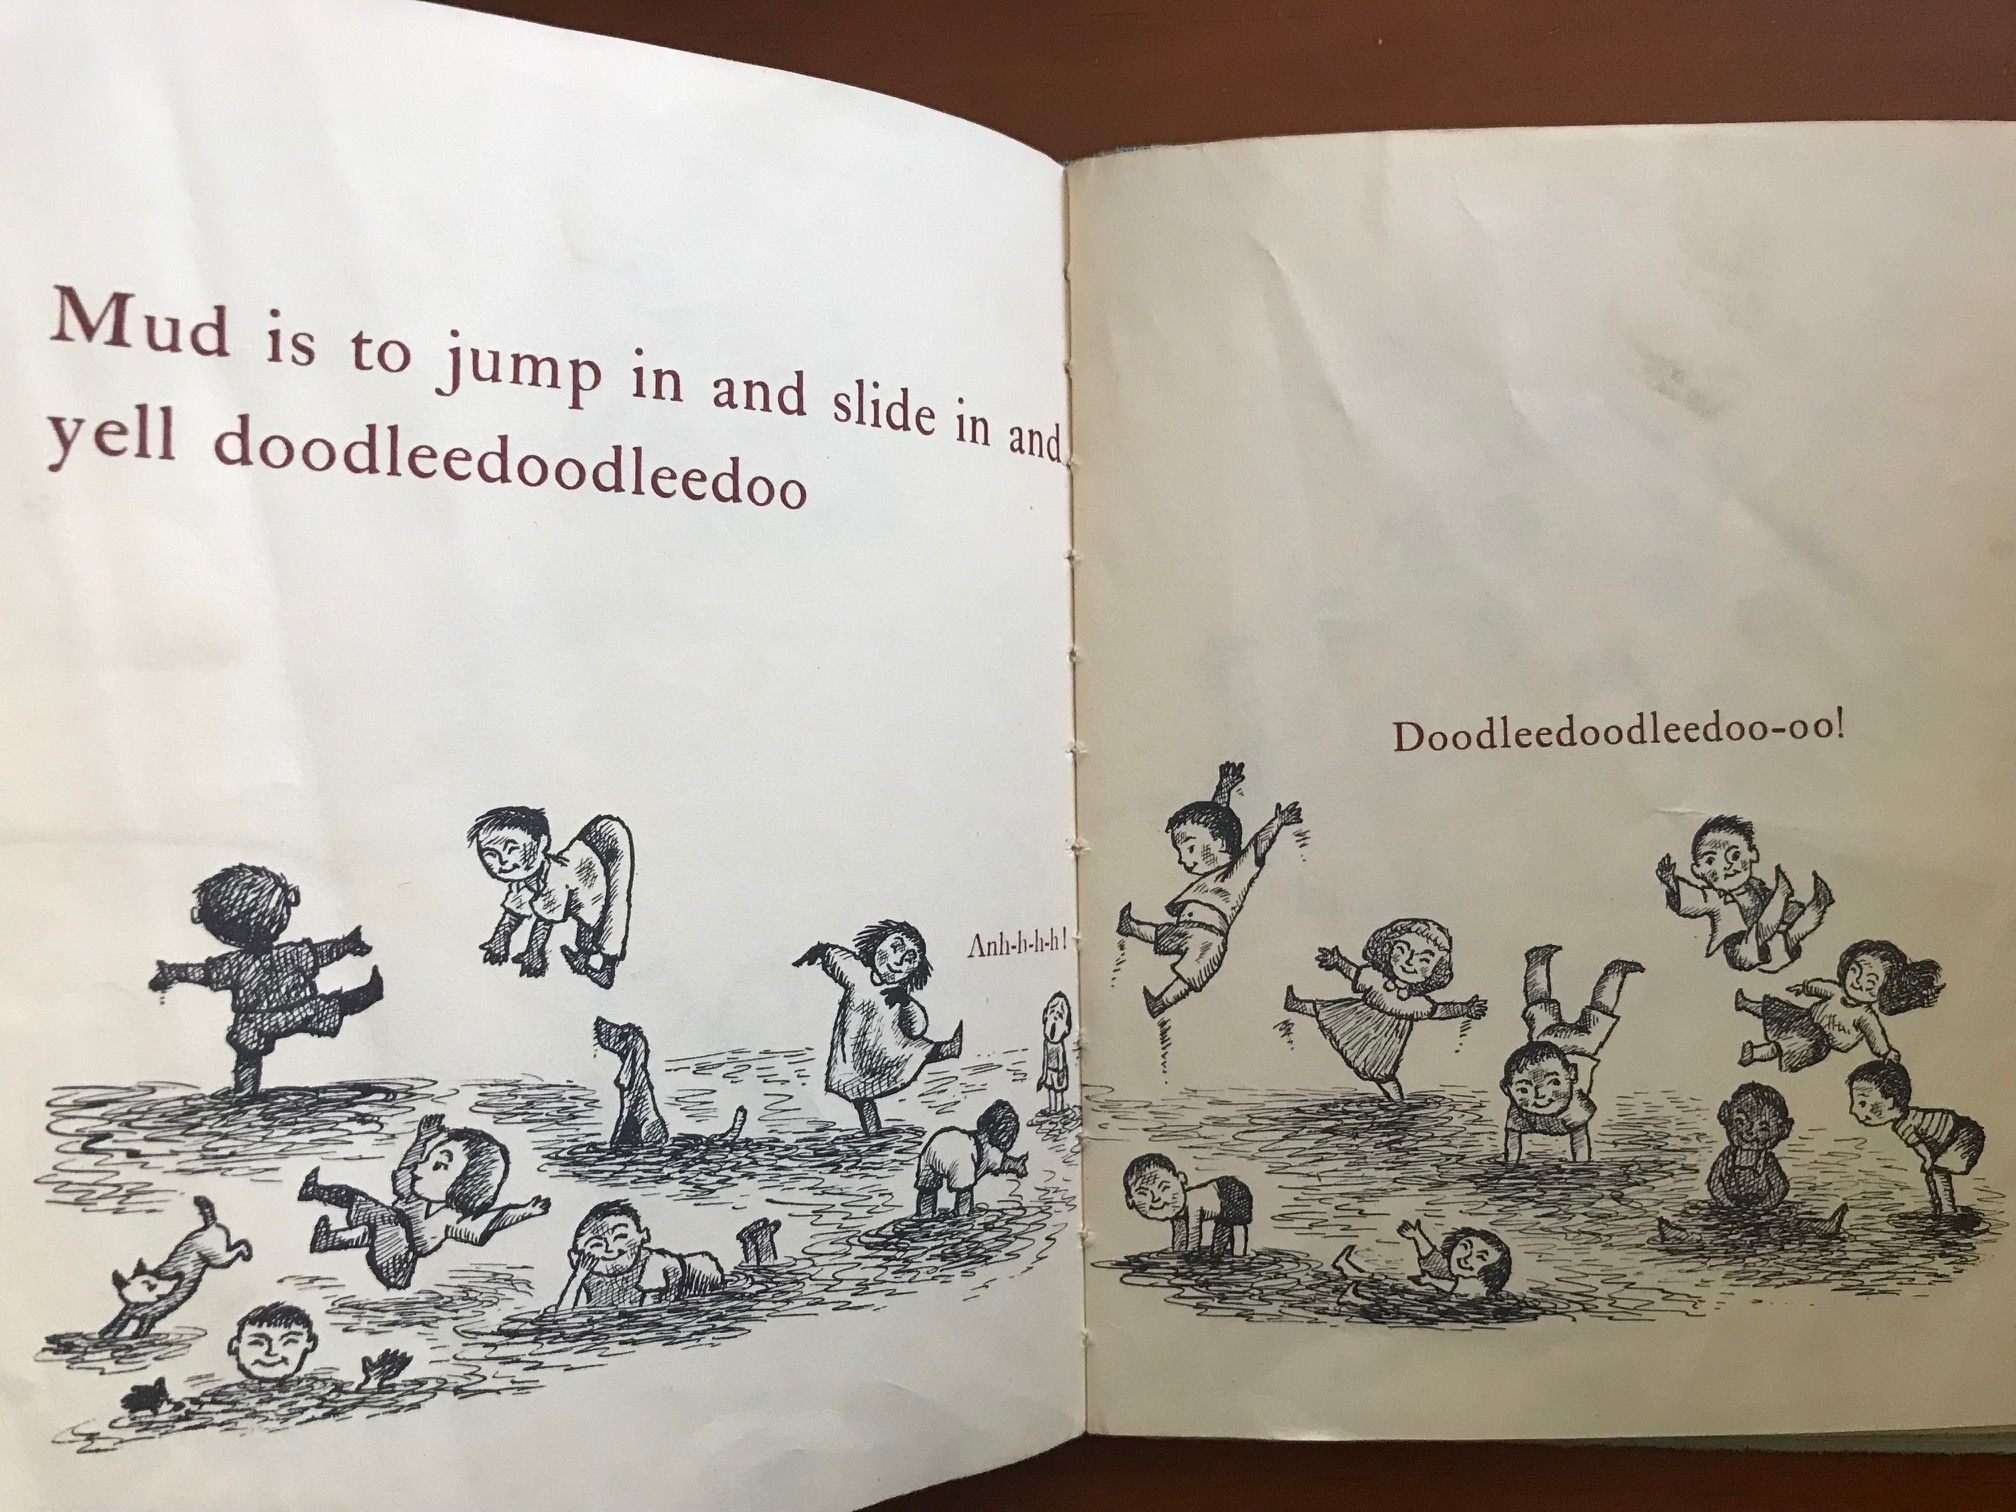 Mud is to jump in and slide in and
yell doodleedoodleedoo
Anh-h-h-h!
Doodleedoodleedoo-oo!